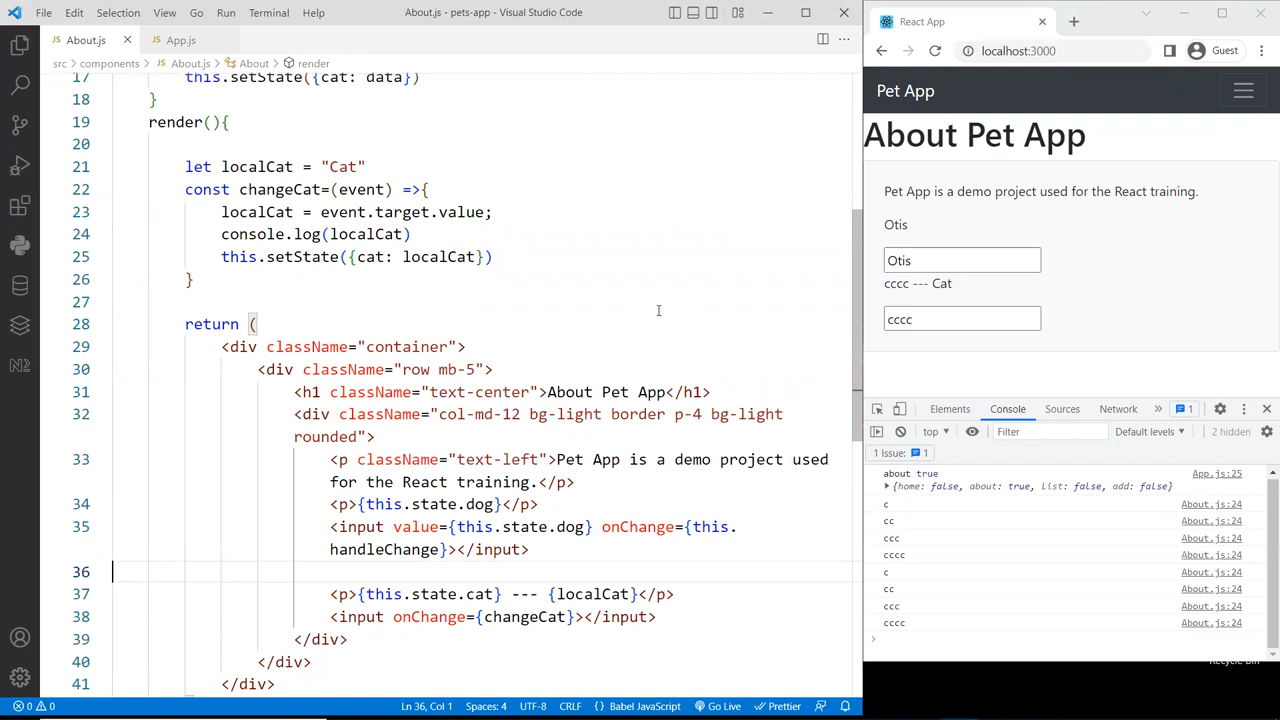 File Edit Selection View Go Run Terminal Help
About.js - pets-app - Visual Studio Code
About.js
App.js
src > components > About.js > About > render
17 this.setState({cat: data})
18 }
19 render(){
20
21 let localCat = "Cat"
22 const changeCat=(event) =>{
23 localCat = event.target.value;
24 console.log(localCat)
25 this.setState({cat: localCat})
26 }
27
28 return (
29 <div className="container">
30 <div className="row mb-5">
31 <h1 className="text-center">About Pet App</h1>
32 <div className="col-md-12 bg-light border p-4 bg-light
rounded">
33 <p className="text-left">Pet App is a demo project used
for the React training.</p>
34 <p>{this.state.dog}</p>
35 <input value={this.state.dog} onChange={this.
handleChange}></input>
36
37 <p>{this.state.cat} --- {localCat}</p>
38 <input onChange={changeCat}></input>
39 </div>
40 </div>
41 </div>
0 0
Ln 36, Col 1 Spaces: 4 UTF-8 CRLF {} Babel JavaScript Go Live Prettier
React App
localhost:3000
Guest
Pet App
About Pet App
Pet App is a demo project used for the React training.
Otis
Otis
cccc --- Cat
cccc
Elements Console Sources Network » 1
top Filter Default levels 2 hidden
1 Issue: 1
about true App.js:25
{home: false, about: true, list: false, add: false}
c About.js:24
cc About.js:24
ccc About.js:24
cccc About.js:24
c About.js:24
cc About.js:24
ccc About.js:24
cccc About.js:24
Recycle Bin